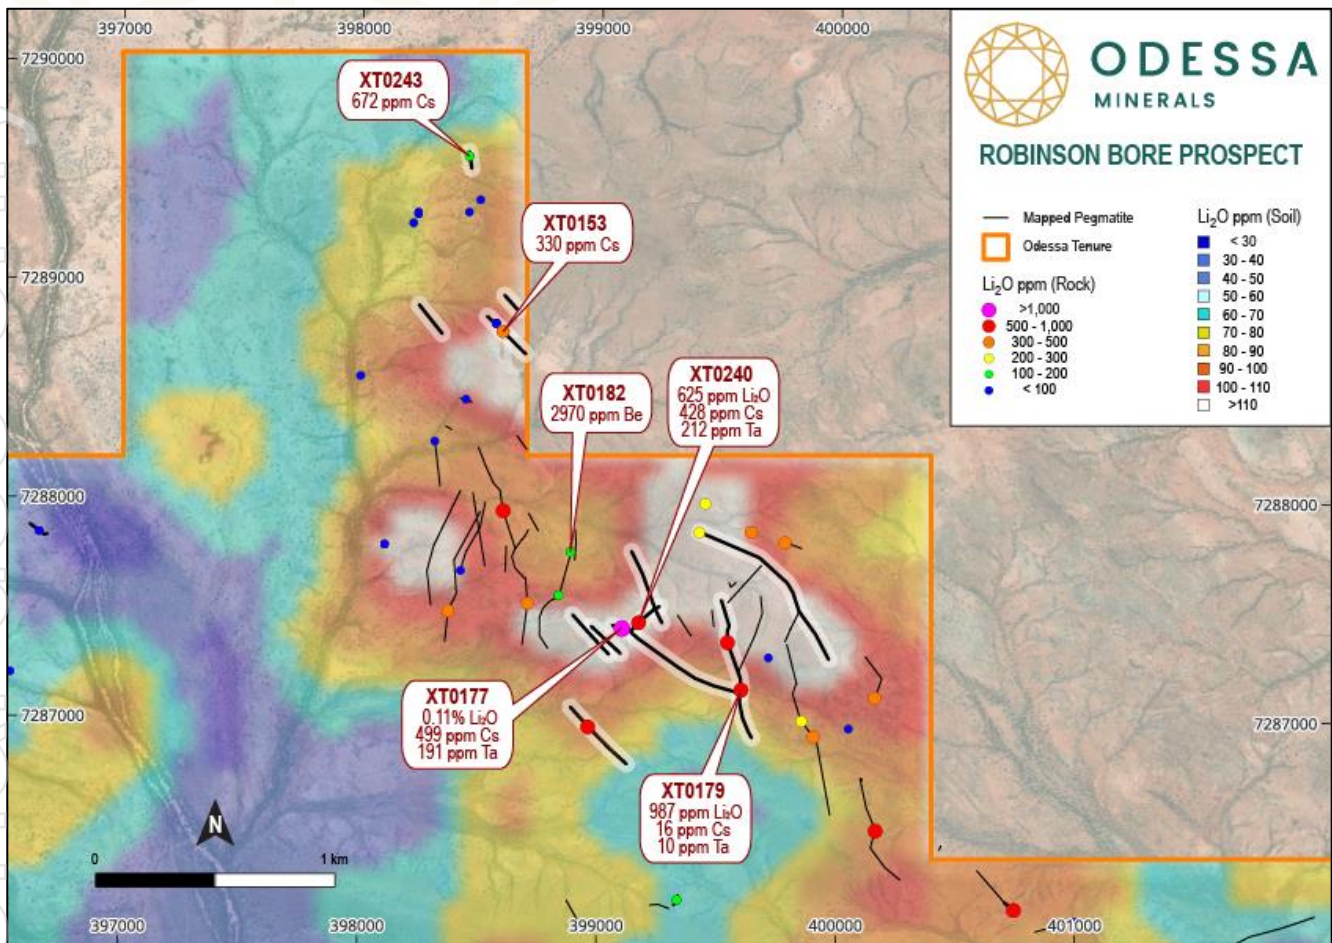 397000
398000
399000
400000
7290000
ODESSA
MINERALS
ROBINSON BORE PROSPECT
XT0243
672 ppm Cs
Mapped Pegmatite
Odessa Tenure
Li₂O ppm (Rock)
>1,000
500 - 1,000
300 - 500
200 - 300
100 - 200
< 100
Li₂O ppm (Soil)
< 30
30 - 40
40 - 50
50 - 60
60 - 70
70 - 80
80 - 90
90 - 100
100 - 110
>110
XT0153
330 ppm Cs
7289000
XT0240
625 ppm Li₂O
428 ppm Cs
212 ppm Ta
XT0182
2970 ppm Be
7288000
7288000
XT0177
0.11% Li₂O
499 ppm Cs
191 ppm Ta
7287000
7287000
XT0179
987 ppm Li₂O
16 ppm Cs
10 ppm Ta
N
0
1 km
397000
398000
399000
400000
401000